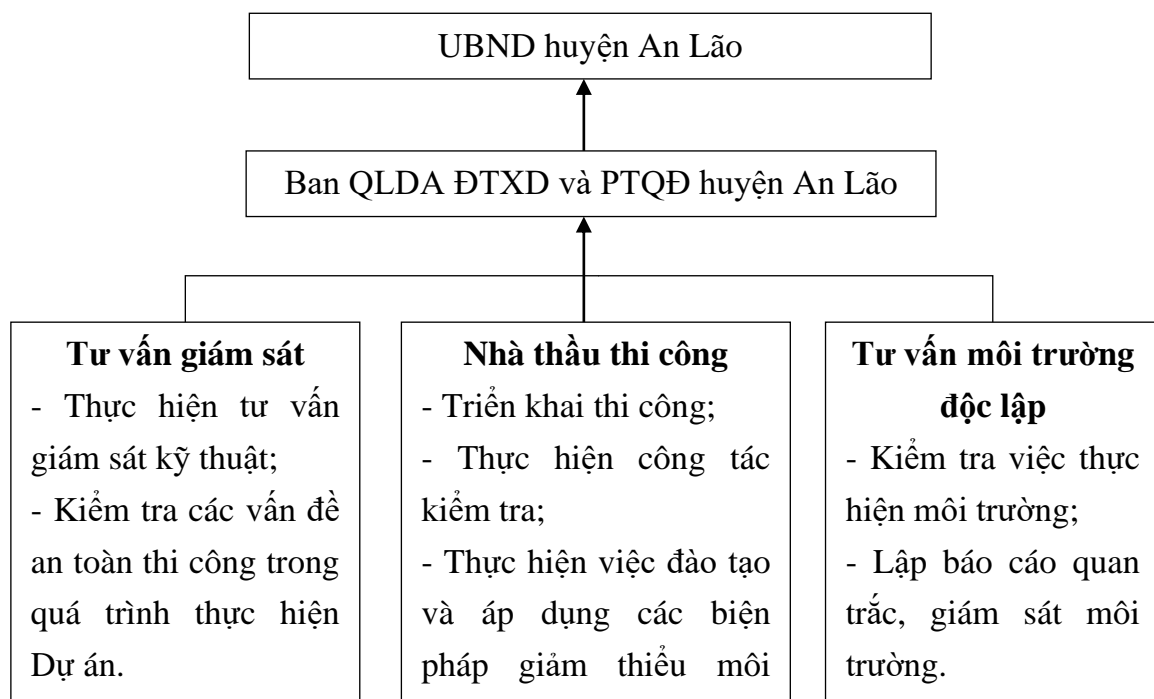 UBND huyện An Lão
Ban QLDA ĐTXD và PTQĐ huyện An Lão
Tư vấn giám sát
- Thực hiện tư vấn
giám sát kỹ thuật;
- Kiểm tra các vấn đề
an toàn thi công trong
quá trình thực hiện
Dự án.
Nhà thầu thi công
- Triển khai thi công;
- Thực hiện công tác
kiểm tra;
- Thực hiện việc đào tạo
và áp dụng các biện
pháp giảm thiểu môi
Tư vấn môi trường
độc lập
- Kiểm tra việc thực
hiện môi trường;
- Lập báo cáo quan
trắc, giám sát môi
trường.